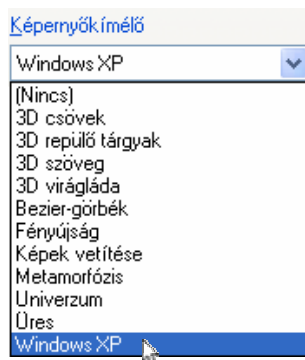 Képernyőkímélő
Windows XP
(Nincs)
3D csövek
3D repülő tárgyak
3D szöveg
3D virágláda
Bezier-görbék
Fényújság
Képek vetítése
Metamorfózis
Univerzum
Üres
Windows XP